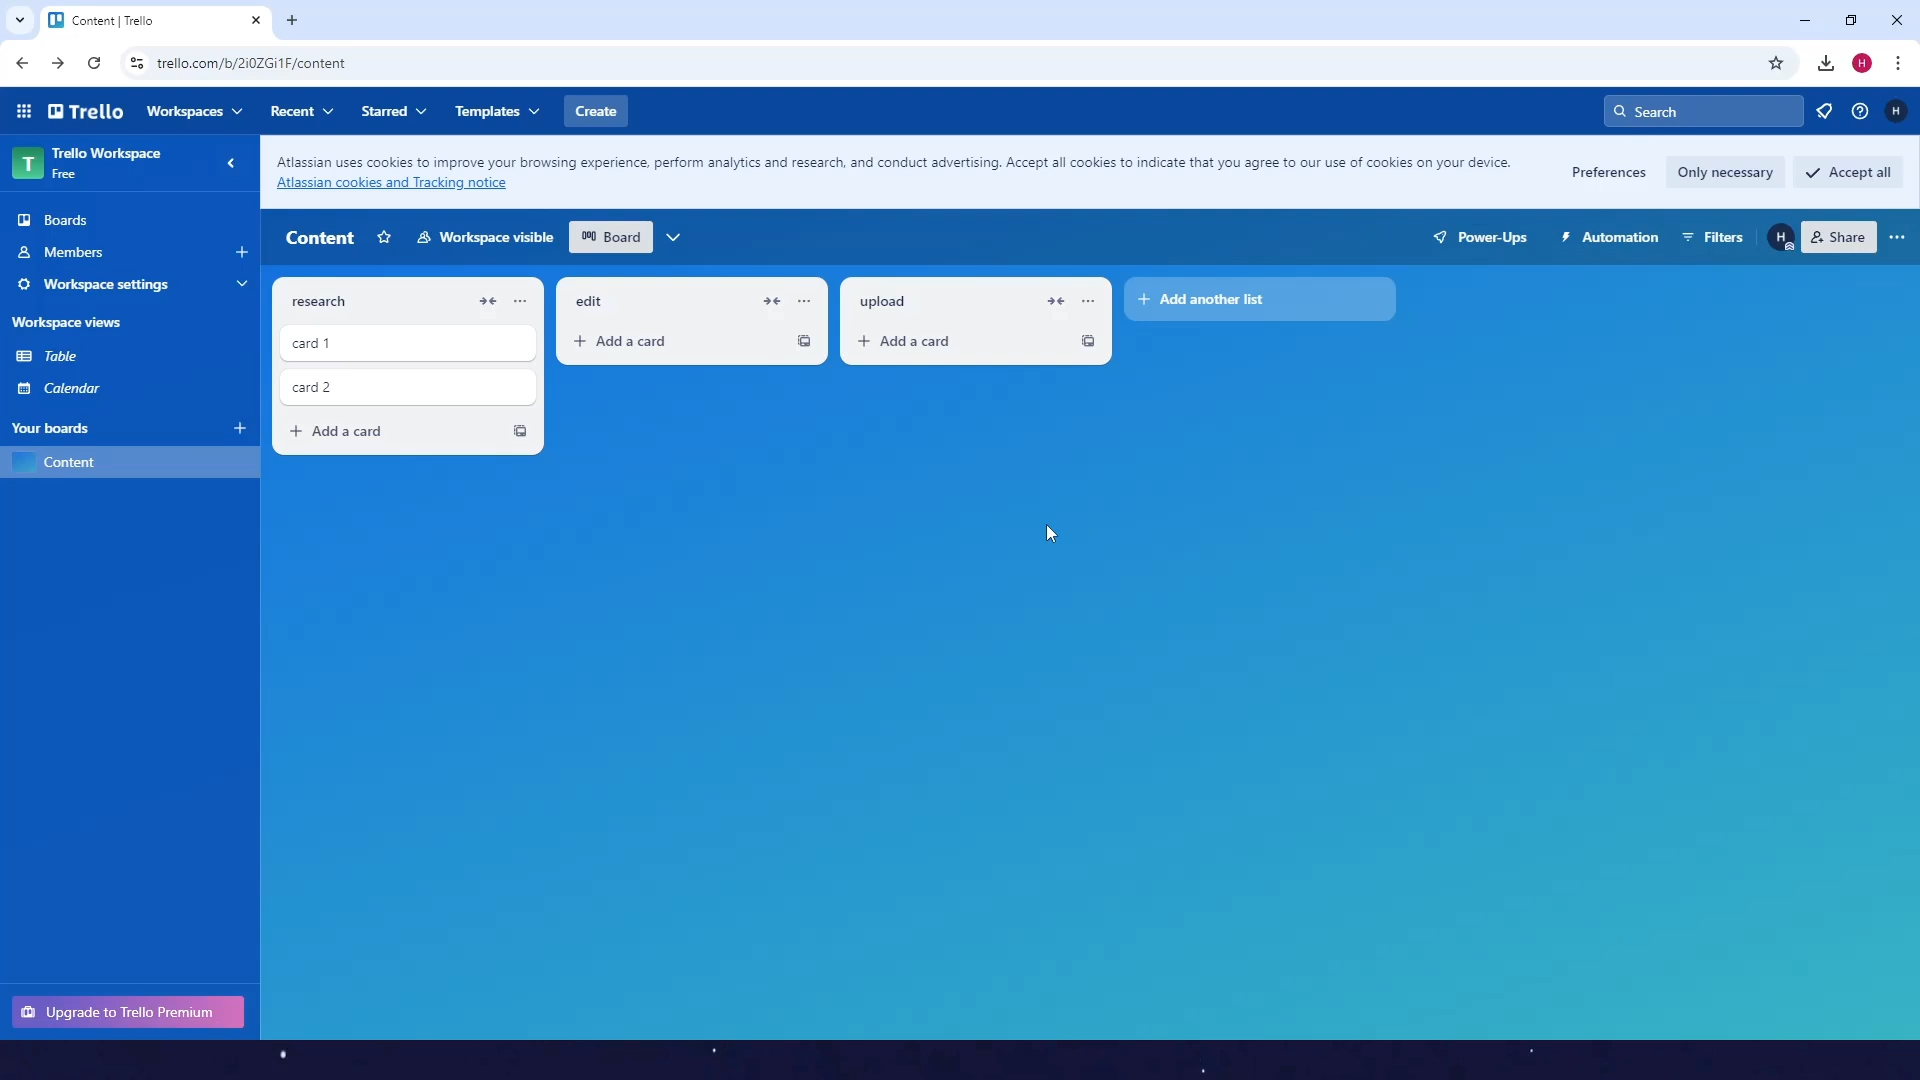 Content | Trello
trello.com/b/2i0ZGi1F/content
H
Trello
Workspaces
Recent
Starred
Templates
Create
Search
H
T
Trello Workspace
Free
Atlassian uses cookies to improve your browsing experience, perform analytics and research, and conduct advertising. Accept all cookies to indicate that you agree to our use of cookies on your device.
Atlassian cookies and Tracking notice
Preferences
Only necessary
Accept all
Boards
Members
Workspace settings
Workspace views
Table
Calendar
Your boards
Content
Upgrade to Trello Premium
Content
Workspace visible
Board
Power-Ups
Automation
Filters
H
Share
research
card 1
card 2
Add a card
edit
Add a card
upload
Add a card
Add another list